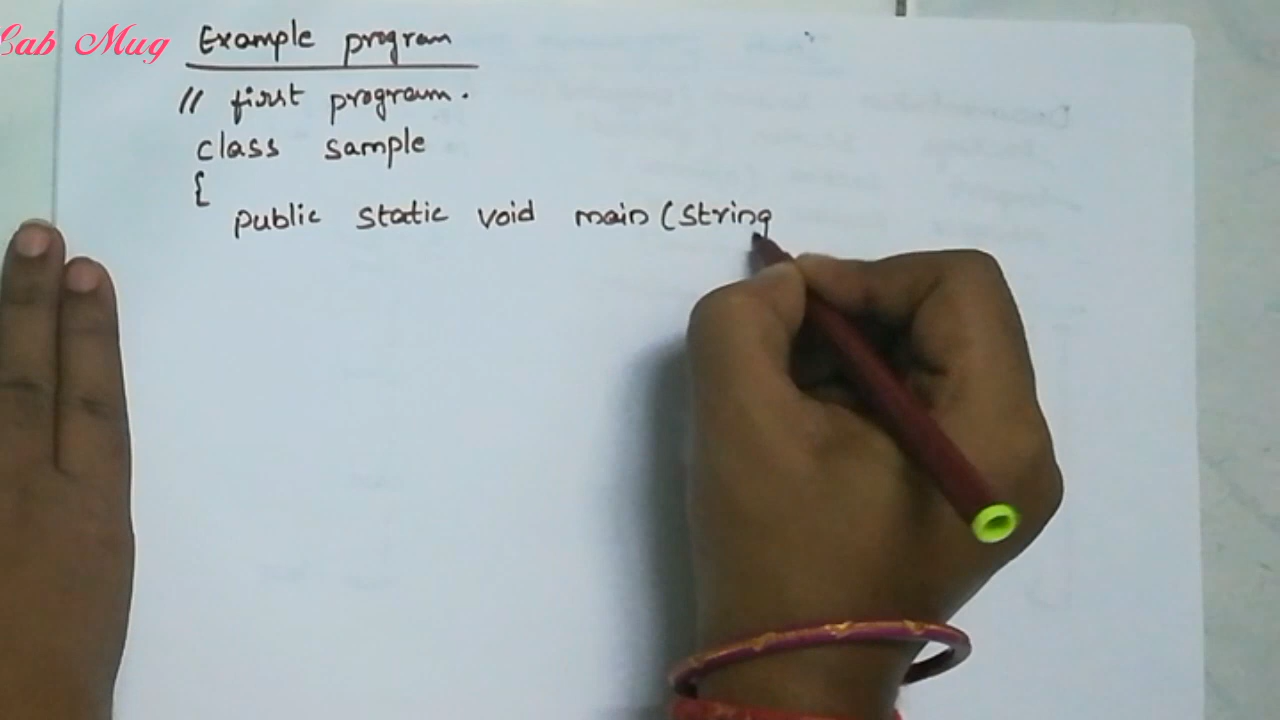 Lab Mug
Example program
// first program.
class sample
{
public static void main (String